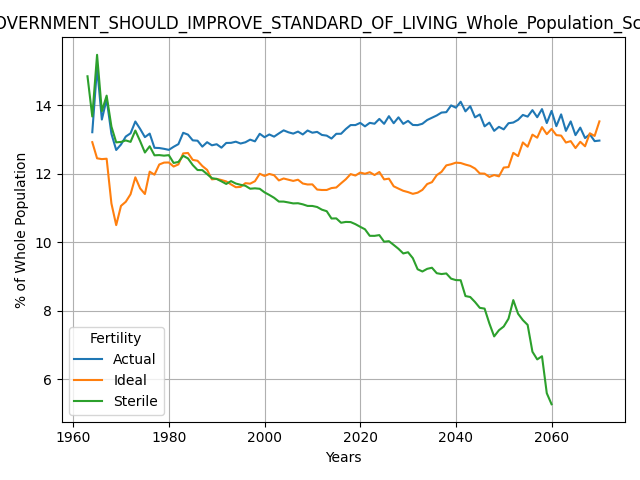 OVERNMENT_SHOULD_IMPROVE_STANDARD_OF_LIVING_Whole_Population_Sc
% of Whole Population
14
12
10
8
6
Fertility
Actual
Ideal
Sterile
1960 1980 2000 2020 2040 2060
Years